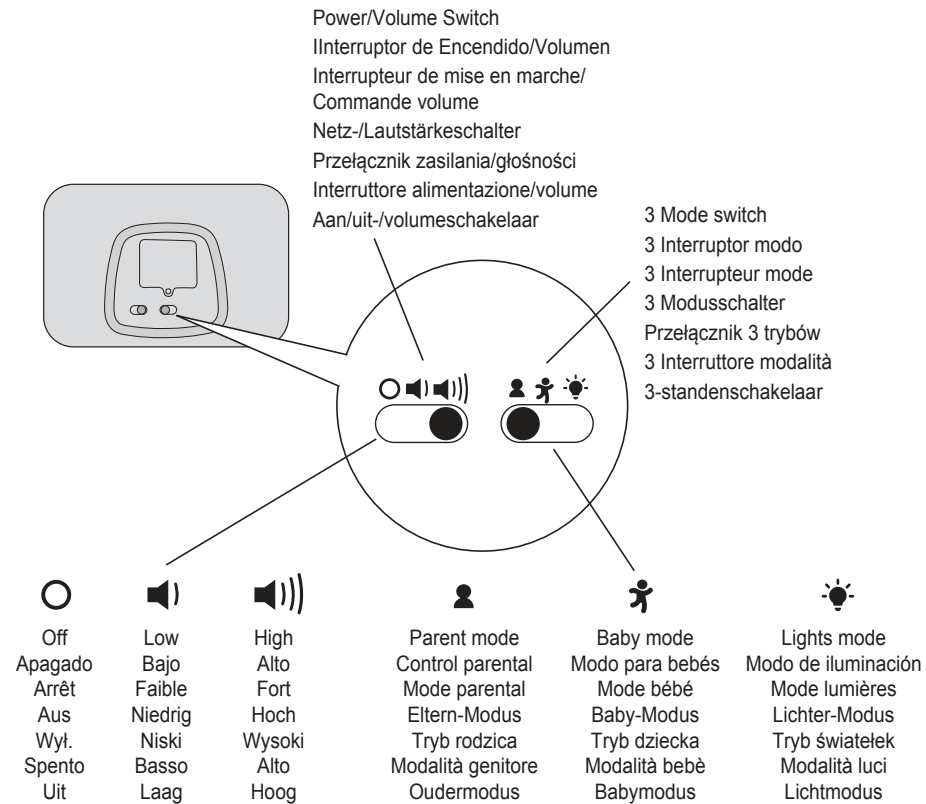 Power/Volume Switch
IInterruptor de Encendido/Volumen
Interrupteur de mise en marche/
Commande volume
Netz-/Lautstärkeschalter
Przełącznik zasilania/głośności
Interruttore alimentazione/volume
Aan/uit-/volumeschakelaar
3 Mode switch
3 Interruptor modo
3 Interrupteur mode
3 Modusschalter
Przełącznik 3 trybów
3 Interruttore modalità
3-standenschakelaar
Off
Apagado
Arrêt
Aus
Wył.
Spento
Uit
Low
Bajo
Faible
Niedrig
Niski
Basso
Laag
High
Alto
Fort
Hoch
Wysoki
Alto
Hoog
Parent mode
Control parental
Mode parental
Eltern-Modus
Tryb rodzica
Modalità genitore
Oudermodus
Baby mode
Modo para bebés
Mode bébé
Baby-Modus
Tryb dziecka
Modalità bebè
Babymodus
Lights mode
Modo de iluminación
Mode lumières
Lichter-Modus
Tryb światełek
Modalità luci
Lichtmodus